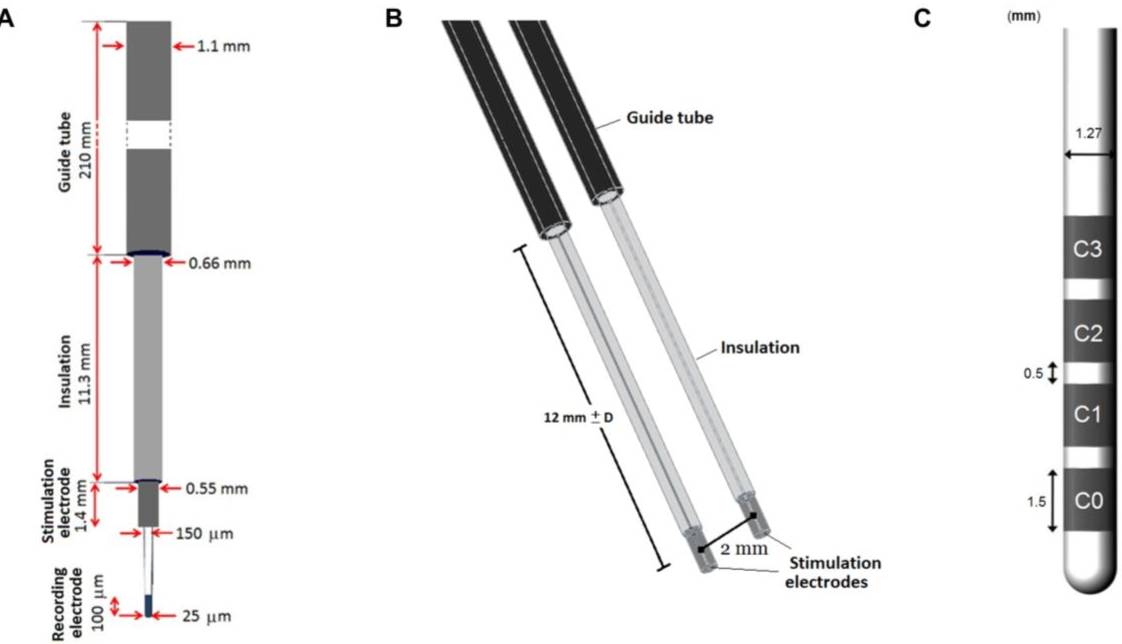 A
1.1 mm
Guide tube
210 mm
0.66 mm
Insulation
11.3 mm
Stimulation
electrode
1.4 mm
0.55 mm
150 μm
Recording
electrode
100 μm
25 μm
B
Guide tube
Insulation
12 mm ± D
2 mm
Stimulation
electrodes
C
(mm)
1.27
C3
C2
0.5
C1
1.5
C0